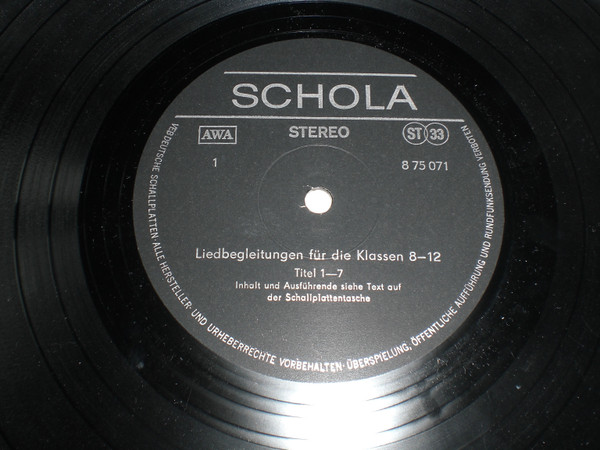 SCHOLA
AWA STEREO ST 33
1 8 75 071
Liedbegleitungen für die Klassen 8–12
Titel 1—7
Inhalt und Ausführende siehe Text auf
der Schallplattentasche
VEB DEUTSCHE SCHALLPLATTEN · ALLE HERSTELLER- UND URHEBERRECHTE VORBEHALTEN · ÜBERSPIELUNG, ÖFFENTLICHE AUFFÜHRUNG UND RUNDFUNKSENDUNG VERBOTEN